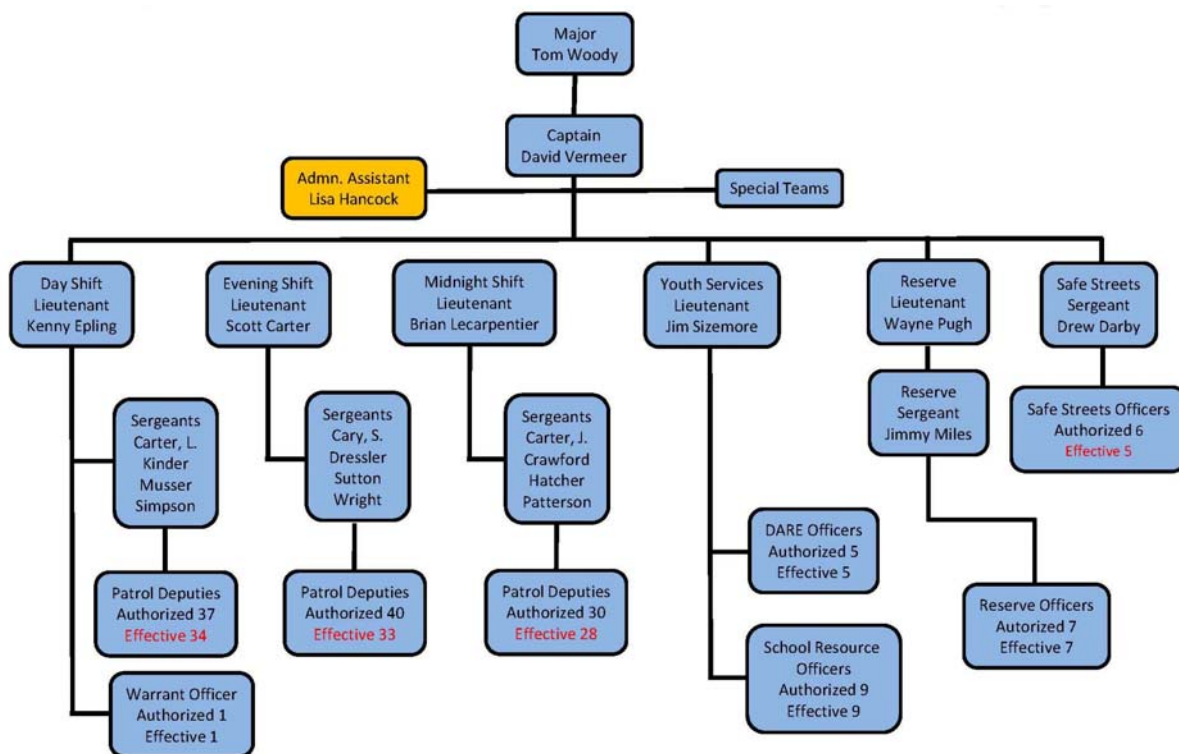 Major
Tom Woody
Captain
David Vermeer
Admn. Assistant
Lisa Hancock
Special Teams
Day Shift
Lieutenant
Kenny Epling
Evening Shift
Lieutenant
Scott Carter
Midnight Shift
Lieutenant
Brian Lecarpentier
Youth Services
Lieutenant
Jim Sizemore
Reserve
Lieutenant
Wayne Pugh
Safe Streets
Sergeant
Drew Darby
Sergeants
Carter, L.
Kinder
Musser
Simpson
Sergeants
Cary, S.
Dressler
Sutton
Wright
Sergeants
Carter, J.
Crawford
Hatcher
Patterson
Reserve
Sergeant
Jimmy Miles
Safe Streets Officers
Authorized 6
Effective 5
Patrol Deputies
Authorized 37
Effective 34
Patrol Deputies
Authorized 40
Effective 33
Patrol Deputies
Authorized 30
Effective 28
DARE Officers
Authorized 5
Effective 5
Reserve Officers
Autorized 7
Effective 7
Warrant Officer
Authorized 1
Effective 1
School Resource
Officers
Authorized 9
Effective 9